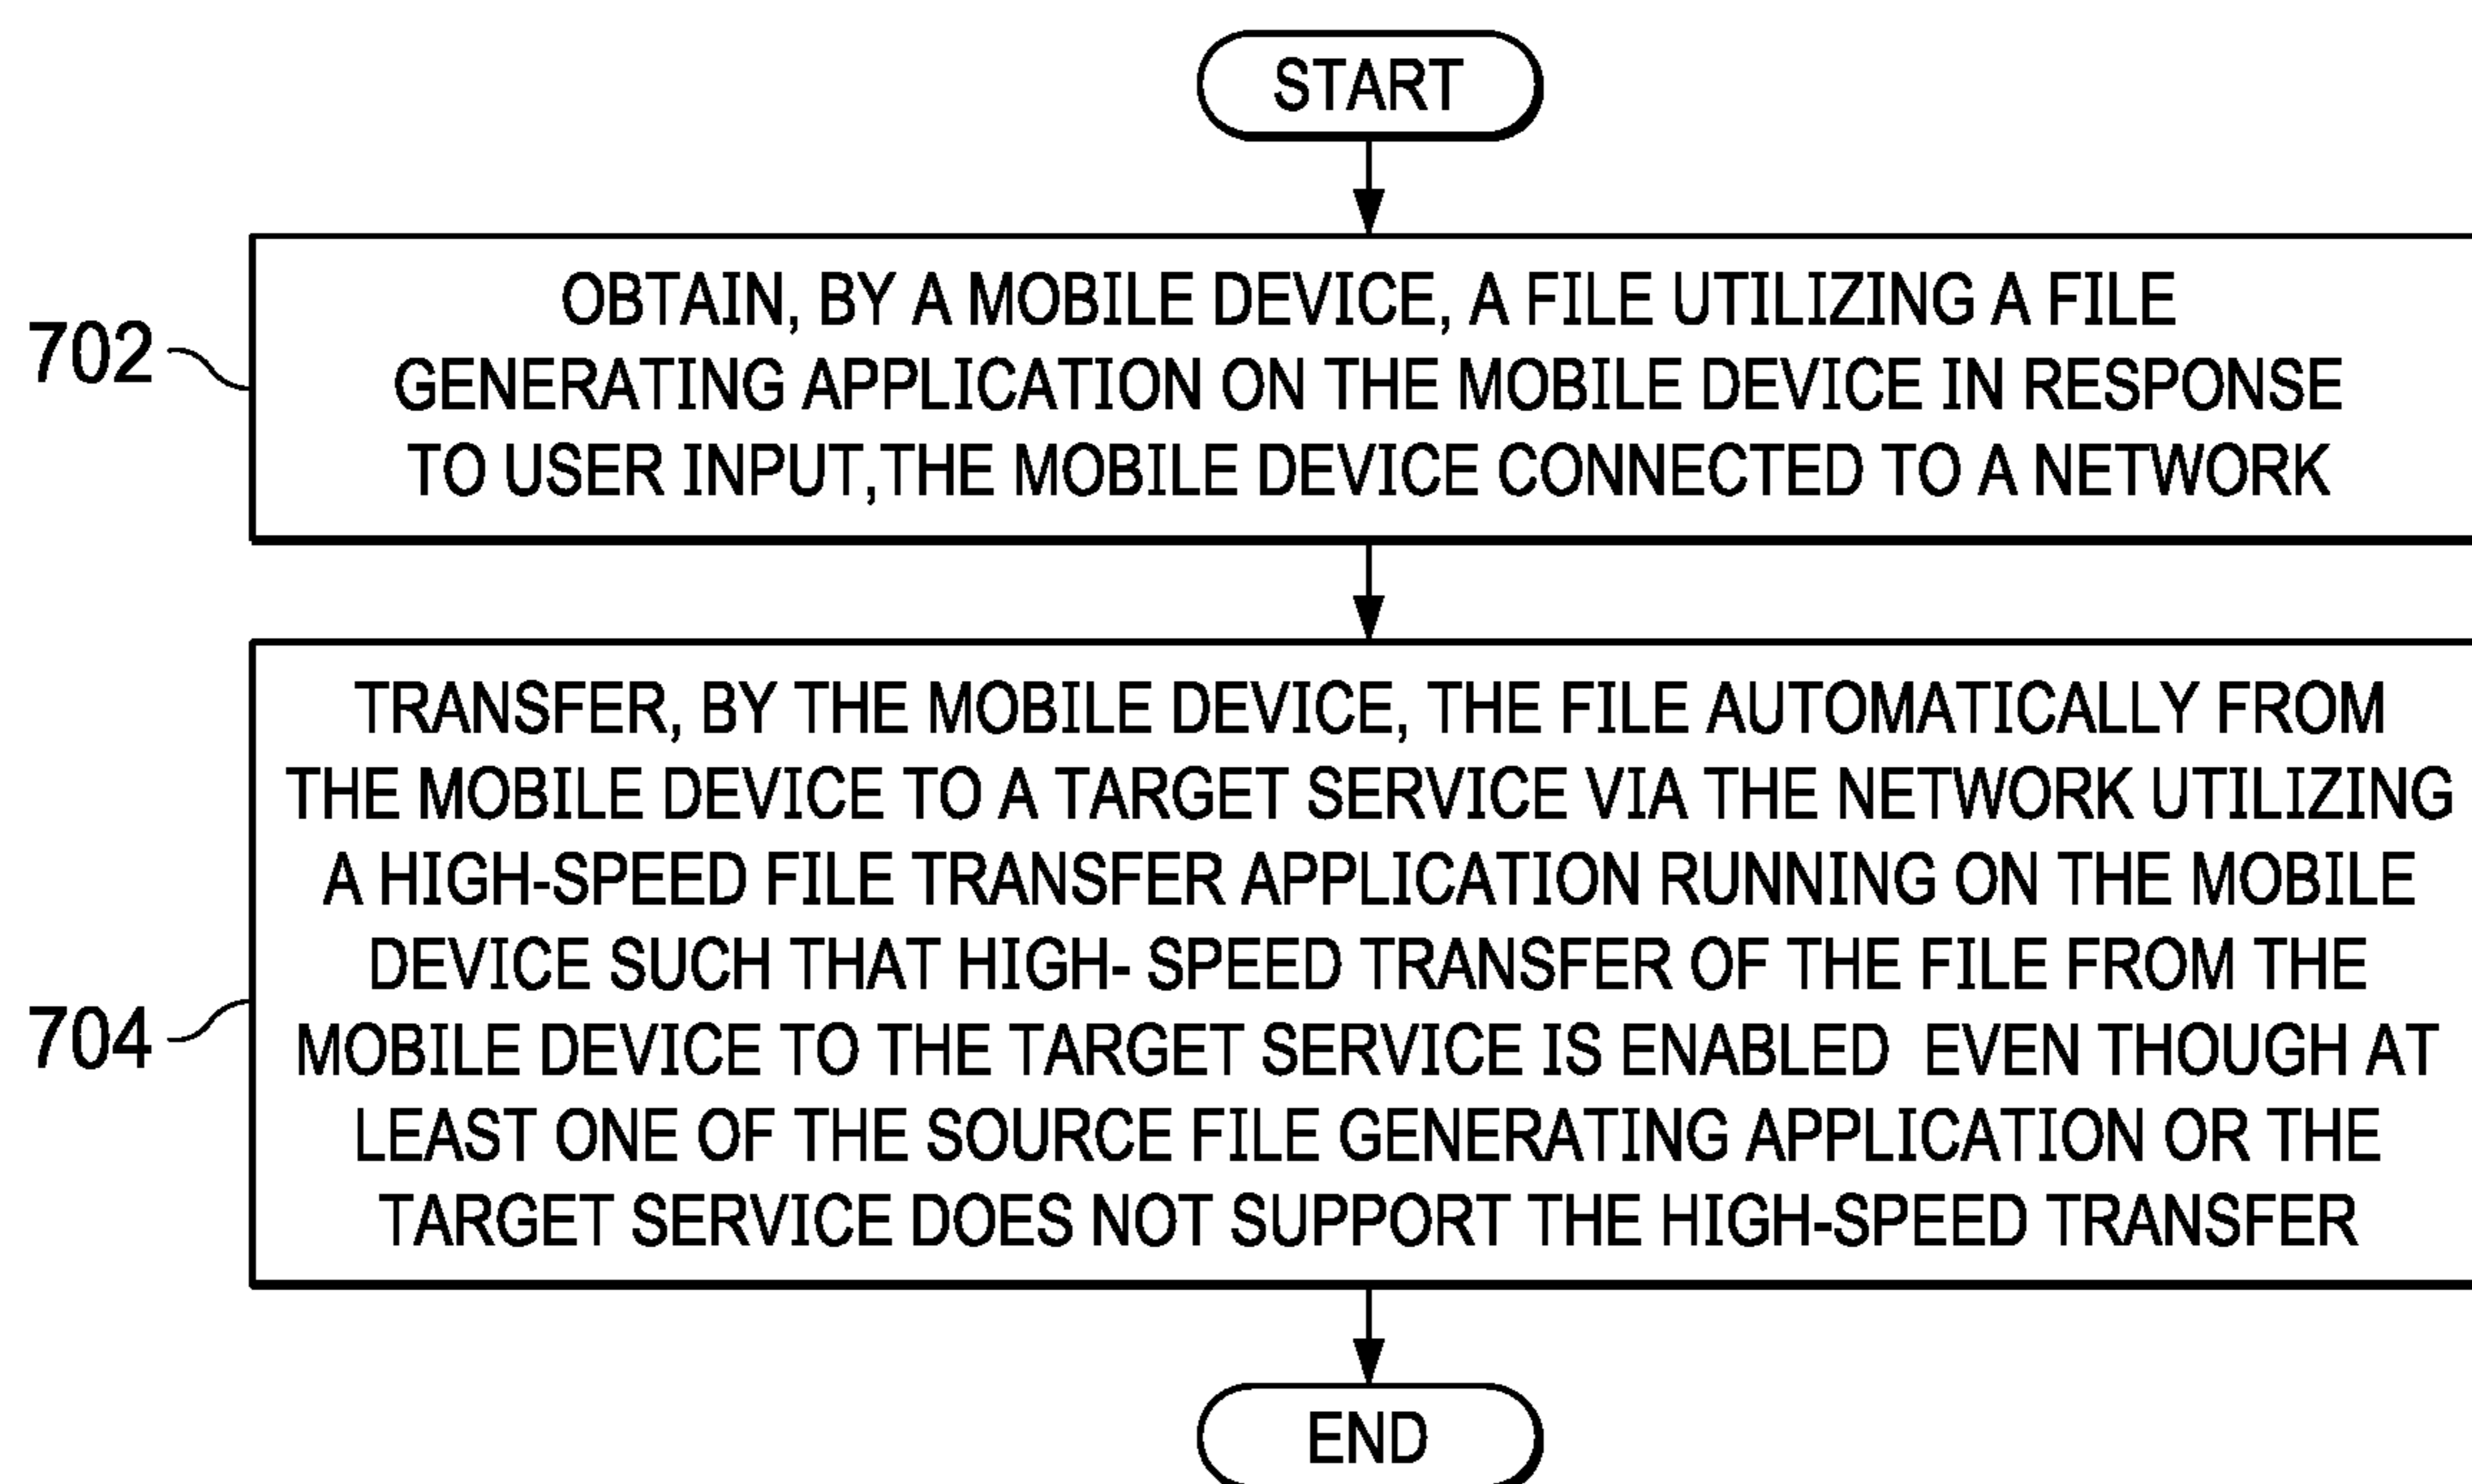 START
702
OBTAIN, BY A MOBILE DEVICE, A FILE UTILIZING A FILE
GENERATING APPLICATION ON THE MOBILE DEVICE IN RESPONSE
TO USER INPUT,THE MOBILE DEVICE CONNECTED TO A NETWORK
704
TRANSFER, BY THE MOBILE DEVICE, THE FILE AUTOMATICALLY FROM
THE MOBILE DEVICE TO A TARGET SERVICE VIA THE NETWORK UTILIZING
A HIGH-SPEED FILE TRANSFER APPLICATION RUNNING ON THE MOBILE
DEVICE SUCH THAT HIGH- SPEED TRANSFER OF THE FILE FROM THE
MOBILE DEVICE TO THE TARGET SERVICE IS ENABLED  EVEN THOUGH AT
LEAST ONE OF THE SOURCE FILE GENERATING APPLICATION OR THE
TARGET SERVICE DOES NOT SUPPORT THE HIGH-SPEED TRANSFER
END